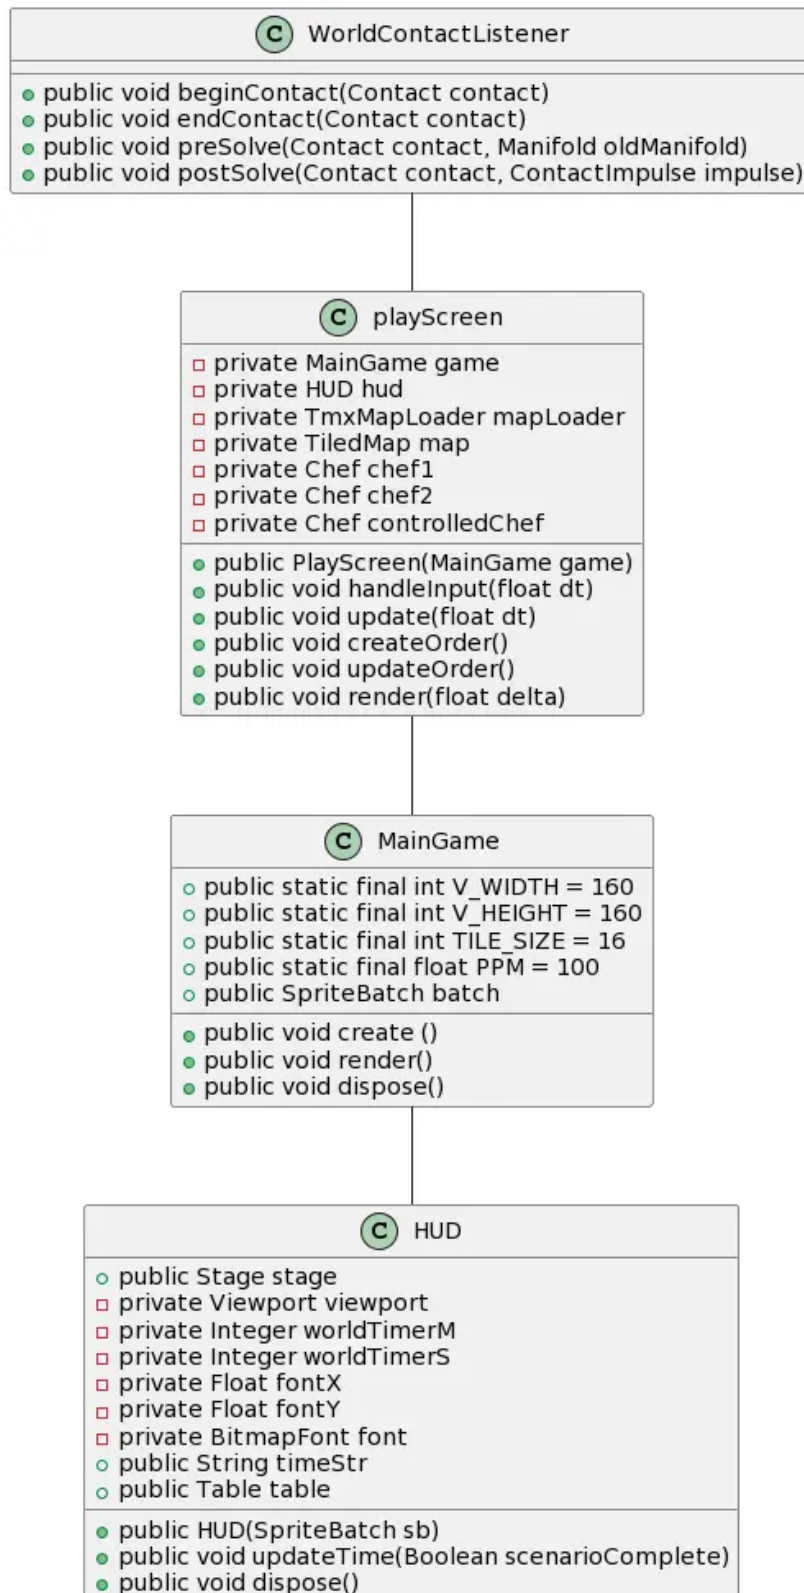 C WorldContactListener
public void beginContact(Contact contact)
public void endContact(Contact contact)
public void preSolve(Contact contact, Manifold oldManifold)
public void postSolve(Contact contact, ContactImpulse impulse)
C playScreen
private MainGame game
private HUD hud
private TmxMapLoader mapLoader
private TiledMap map
private Chef chef1
private Chef chef2
private Chef controlledChef
public PlayScreen(MainGame game)
public void handleInput(float dt)
public void update(float dt)
public void createOrder()
public void updateOrder()
public void render(float delta)
C MainGame
public static final int V_WIDTH = 160
public static final int V_HEIGHT = 160
public static final int TILE_SIZE = 16
public static final float PPM = 100
public SpriteBatch batch
public void create ()
public void render()
public void dispose()
C HUD
public Stage stage
private Viewport viewport
private Integer worldTimerM
private Integer worldTimerS
private Float fontX
private Float fontY
private BitmapFont font
public String timeStr
public Table table
public HUD(SpriteBatch sb)
public void updateTime(Boolean scenarioComplete)
public void dispose()